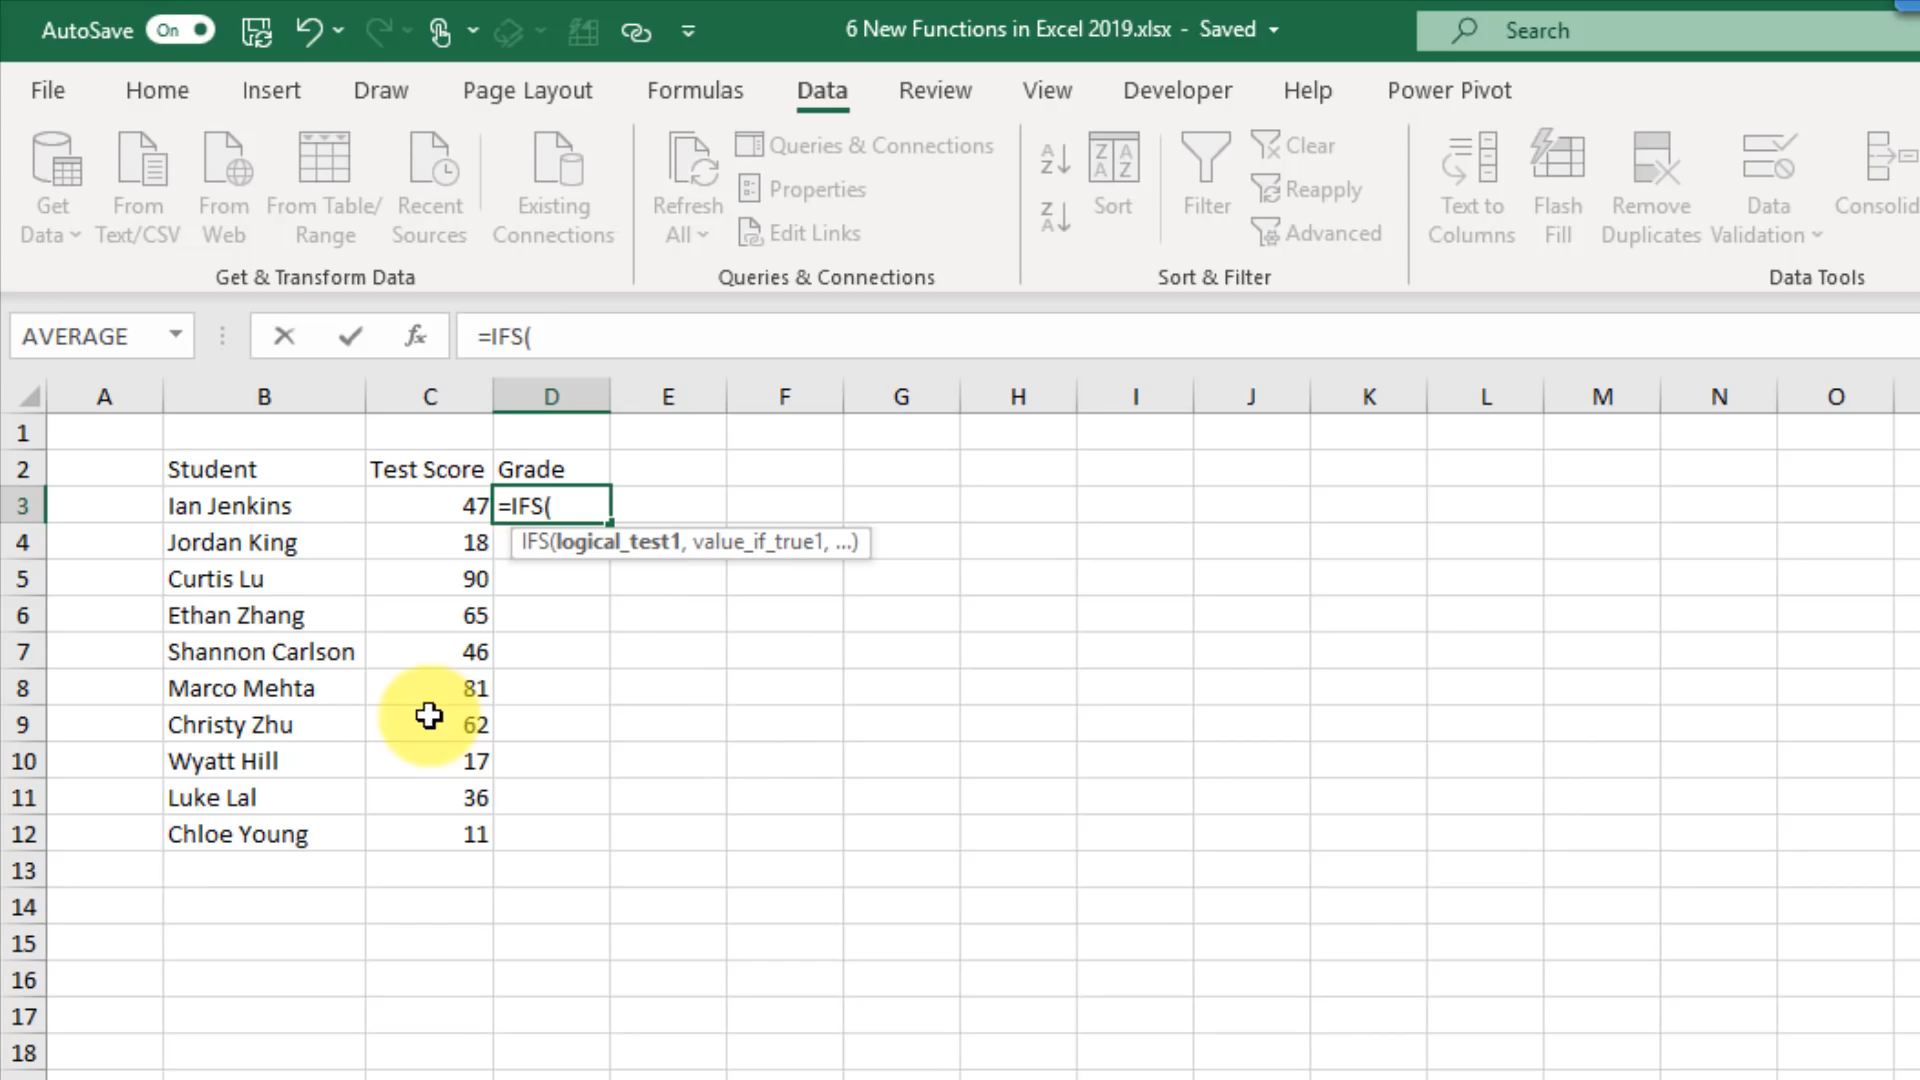 AutoSave On 6 New Functions in Excel 2019.xlsx - Saved Search
File Home Insert Draw Page Layout Formulas Data Review View Developer Help Power Pivot
Get Data
From Text/CSV
From Web
From Table/ Range
Recent Sources
Existing Connections
Get & Transform Data
Refresh All
Queries & Connections
Properties
Edit Links
Queries & Connections
Sort
Filter
Clear
Reapply
Advanced
Sort & Filter
Text to Columns
Flash Fill
Remove Duplicates
Data Validation
Consolid
Data Tools
AVERAGE fx =IFS(
A B C D E F G H I J K L M N O
1
2 Student Test Score Grade
3 Ian Jenkins 47 =IFS(
IFS(logical_test1, value_if_true1, ...)
4 Jordan King 18
5 Curtis Lu 90
6 Ethan Zhang 65
7 Shannon Carlson 46
8 Marco Mehta 81
9 Christy Zhu 62
10 Wyatt Hill 17
11 Luke Lal 36
12 Chloe Young 11
13
14
15
16
17
18